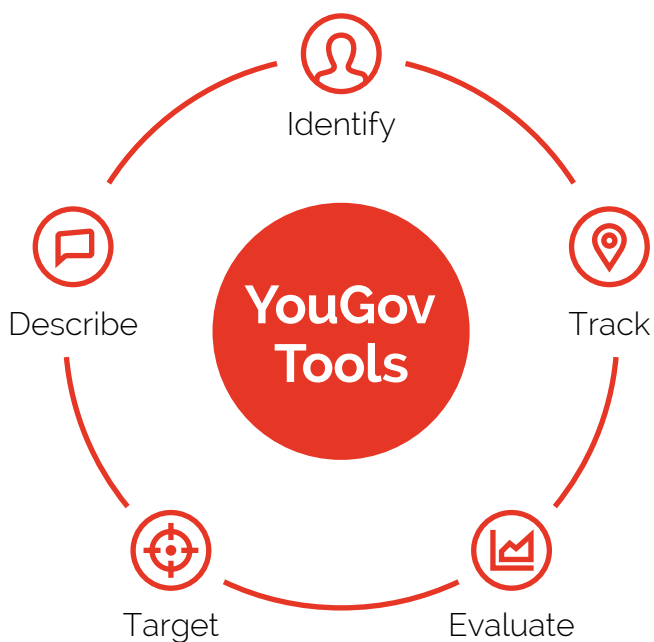 Identify
Describe
YouGov
Tools
Track
Target
Evaluate